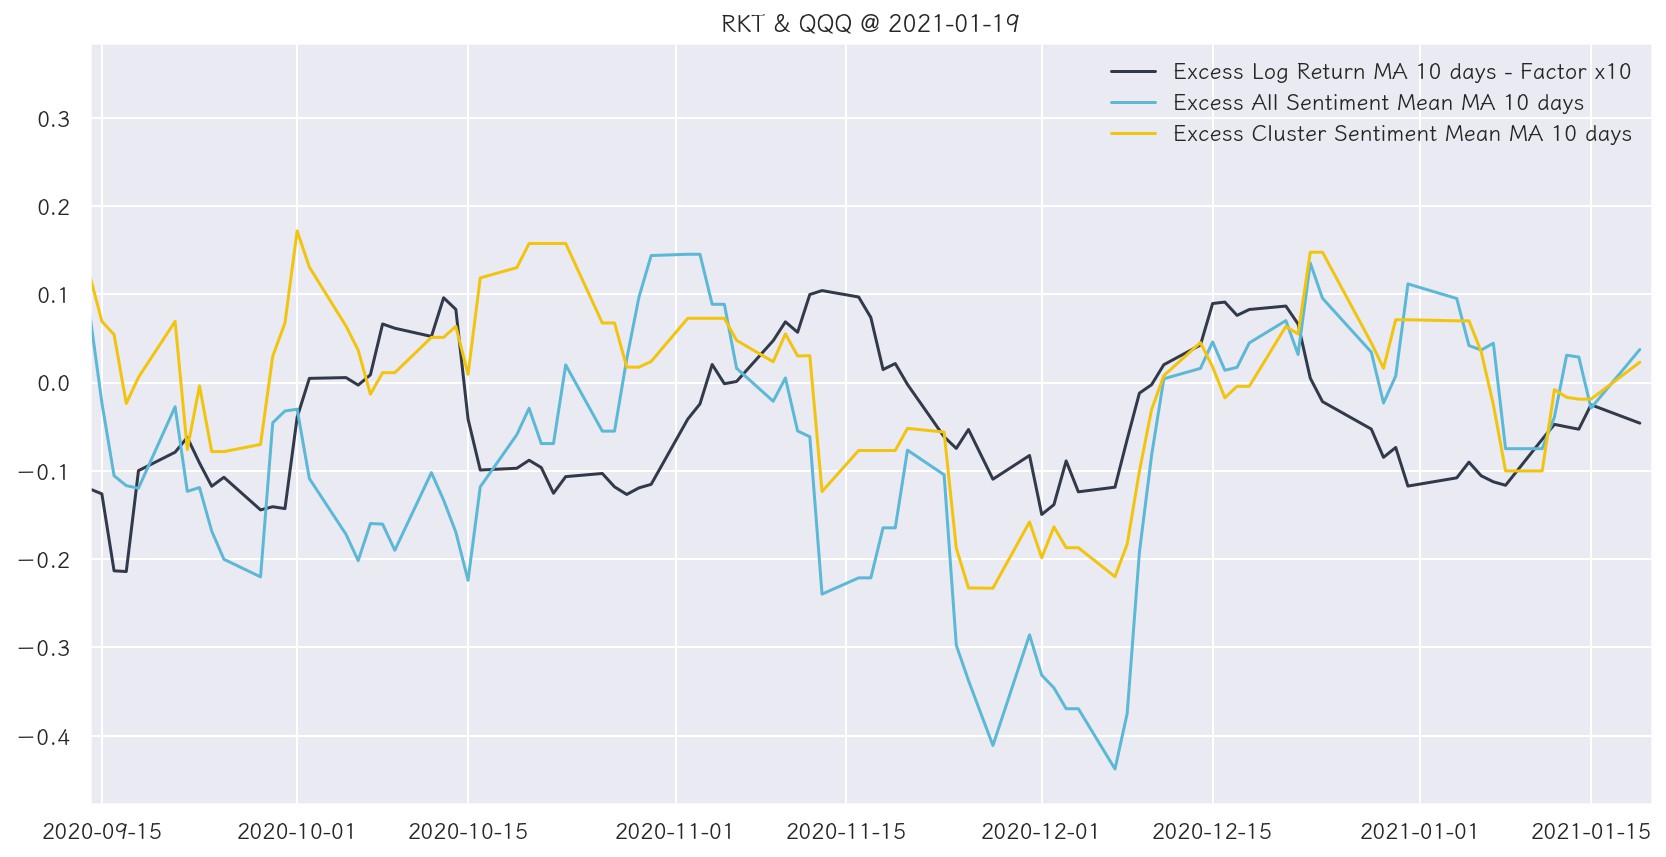 RKT & QQQ @ 2021-01-19
Excess Log Return MA 10 days - Factor x10
Excess All Sentiment Mean MA 10 days
Excess Cluster Sentiment Mean MA 10 days
0.3
0.2
0.1
0.0
−0.1
−0.2
−0.3
−0.4
2020-09-15 2020-10-01 2020-10-15 2020-11-01 2020-11-15 2020-12-01 2020-12-15 2021-01-01 2021-01-15